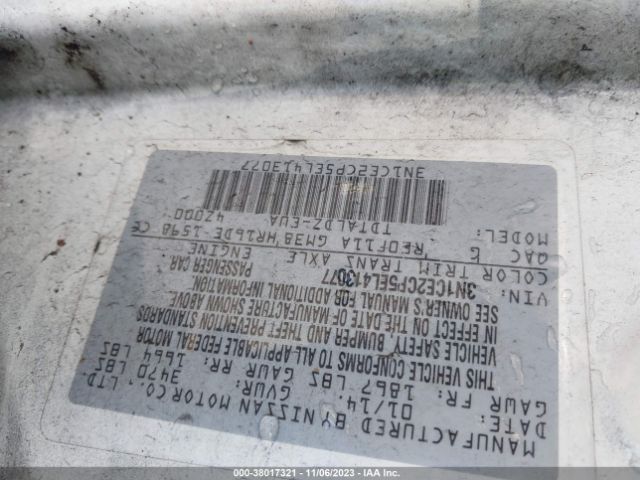 MANUFACTURED BY NISSAN MOTOR CO., LTD.
DATE: 01/14. GVWR: 3470 LBS
GAWR FR: 1867 LBS GAWR RR: 1664 LBS
THIS VEHICLE CONFORMS TO ALL APPLICABLE FEDERAL MOTOR
VEHICLE SAFETY, BUMPER AND THEFT PREVENTION STANDARDS
IN EFFECT ON THE DATE OF MANUFACTURE SHOWN ABOVE.
SEE OWNER'S MANUAL FOR ADDITIONAL INFORMATION.
VIN: 3N1CE2CP5EL413077 PASSENGER CAR
COLOR TRIM TRANS AXLE ENGINE
QAC G RE0F11A GM38 HR16DE 1598 CC
MODEL: TDTALDZ-EUA 4Z000
3N1CE2CP5EL413077
000-38017321 - 11/06/2023 - IAA Inc.